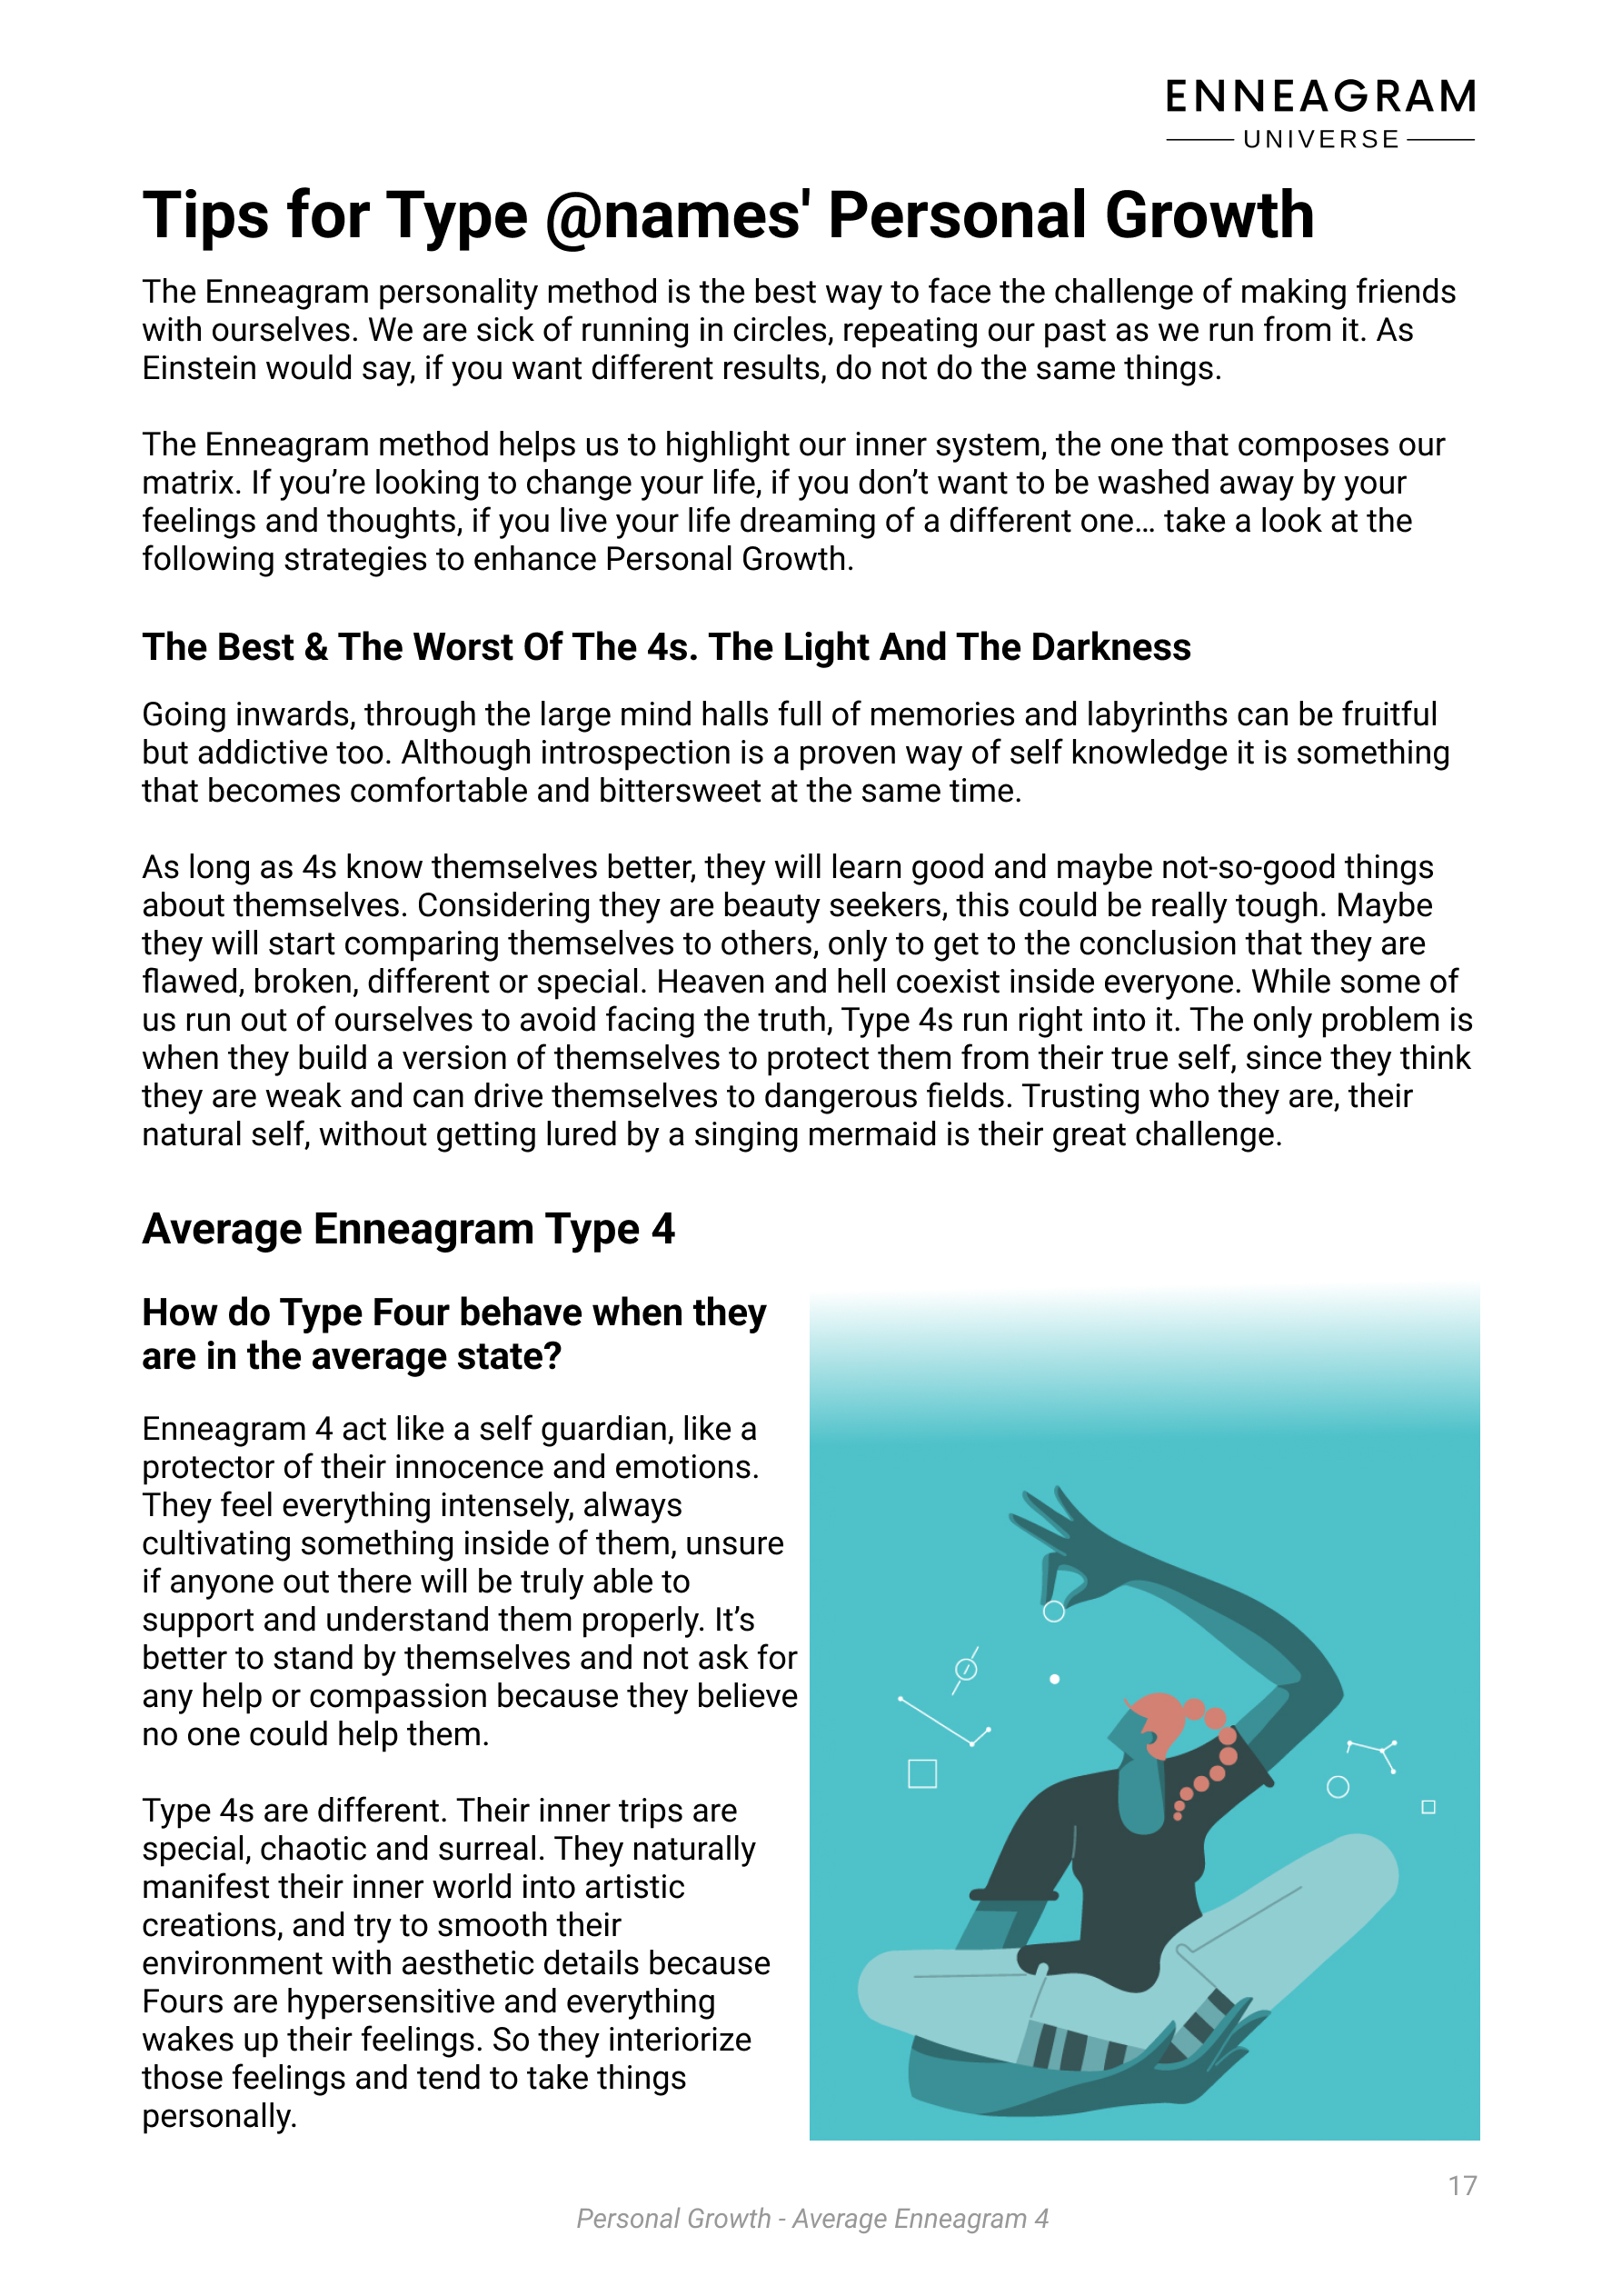 ENNEAGRAM
UNIVERSE
Tips for Type @names' Personal Growth
The Enneagram personality method is the best way to face the challenge of making friends
with ourselves. We are sick of running in circles, repeating our past as we run from it. As
Einstein would say, if you want different results, do not do the same things.
The Enneagram method helps us to highlight our inner system, the one that composes our
matrix. If you’re looking to change your life, if you don’t want to be washed away by your
feelings and thoughts, if you live your life dreaming of a different one… take a look at the
following strategies to enhance Personal Growth.
The Best & The Worst Of The 4s. The Light And The Darkness
Going inwards, through the large mind halls full of memories and labyrinths can be fruitful
but addictive too. Although introspection is a proven way of self knowledge it is something
that becomes comfortable and bittersweet at the same time.
As long as 4s know themselves better, they will learn good and maybe not-so-good things
about themselves. Considering they are beauty seekers, this could be really tough. Maybe
they will start comparing themselves to others, only to get to the conclusion that they are
flawed, broken, different or special. Heaven and hell coexist inside everyone. While some of
us run out of ourselves to avoid facing the truth, Type 4s run right into it. The only problem is
when they build a version of themselves to protect them from their true self, since they think
they are weak and can drive themselves to dangerous fields. Trusting who they are, their
natural self, without getting lured by a singing mermaid is their great challenge.
Average Enneagram Type 4
How do Type Four behave when they
are in the average state?
Enneagram 4 act like a self guardian, like a
protector of their innocence and emotions.
They feel everything intensely, always
cultivating something inside of them, unsure
if anyone out there will be truly able to
support and understand them properly. It’s
better to stand by themselves and not ask for
any help or compassion because they believe
no one could help them.
Type 4s are different. Their inner trips are
special, chaotic and surreal. They naturally
manifest their inner world into artistic
creations, and try to smooth their
environment with aesthetic details because
Fours are hypersensitive and everything
wakes up their feelings. So they interiorize
those feelings and tend to take things
personally.
17
Personal Growth - Average Enneagram 4